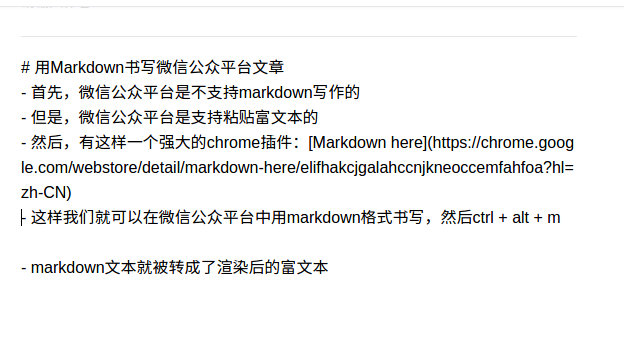 # 用Markdown书写微信公众平台文章
- 首先，微信公众平台是不支持markdown写作的
- 但是，微信公众平台是支持粘贴富文本的
- 然后，有这样一个强大的chrome插件：[Markdown here](https://chrome.goog
le.com/webstore/detail/markdown-here/elifhakcjgalahccnjkneoccemfahfoa?hl=
zh-CN)
- 这样我们就可以在微信公众平台中用markdown格式书写，然后ctrl + alt + m
- markdown文本就被转成了渲染后的富文本